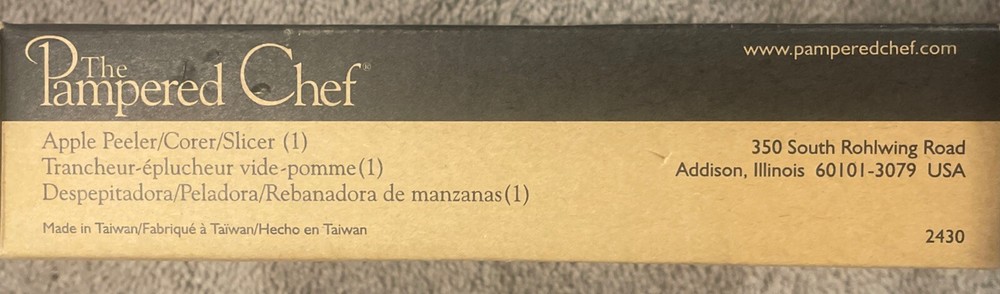 The
Pampered Chef®
www.pamperedchef.com
Apple Peeler/Corer/Slicer (1)
Trancheur-éplucheur vide-pomme(1)
Despepitadora/Peladora/Rebanadora de manzanas(1)
Made in Taiwan/Fabriqué à Taïwan/Hecho en Taiwan
350 South Rohlwing Road
Addison, Illinois 60101-3079 USA
2430